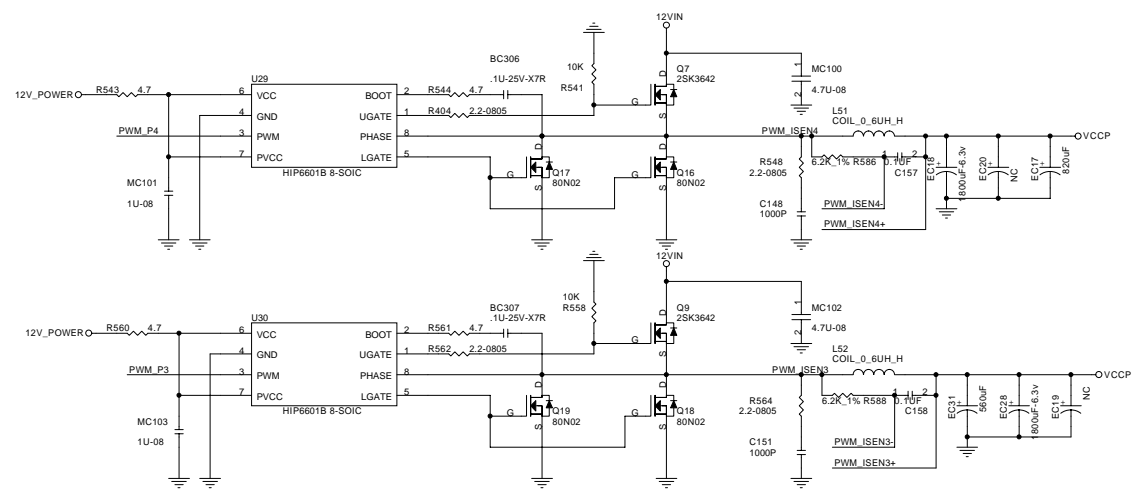 12VIN
BC306
.1U-25V-X7R
10K
R541
Q7
2SK3642
D
G
S
1
2
MC100
4.7U-08
U29
12V_POWER
R543 4.7
6 VCC
4 GND
PWM_P4
3 PWM
7 PVCC
BOOT 2
UGATE 1
PHASE 8
LGATE 5
HIP6601B 8-SOIC
R544 4.7
R404 2.2-0805
MC101
1U-08
D
G
S
Q17
80N02
D
G
S
Q16
80N02
PWM_ISEN4
L51
COIL_0_6UH_H
R548
2.2-0805
6.2K_1% R586
1 2
0.1UF
C157
C148
1000P
PWM_ISEN4-
PWM_ISEN4+
EC18
1800uF-6.3v
EC20
NC
EC17
820uF
VCCP
12VIN
BC307
.1U-25V-X7R
10K
R558
Q9
2SK3642
D
G
S
1
2
MC102
4.7U-08
U30
12V_POWER
R560 4.7
6 VCC
4 GND
PWM_P3
3 PWM
7 PVCC
BOOT 2
UGATE 1
PHASE 8
LGATE 5
HIP6601B 8-SOIC
R561 4.7
R562 2.2-0805
MC103
1U-08
D
G
S
Q19
80N02
D
G
S
Q18
80N02
PWM_ISEN3
L52
COIL_0_6UH_H
R564
2.2-0805
6.2K_1% R588
1 2
0.1UF
C158
C151
1000P
PWM_ISEN3-
PWM_ISEN3+
EC31
560uF
EC28
1800uF-6.3v
EC19
NC
VCCP